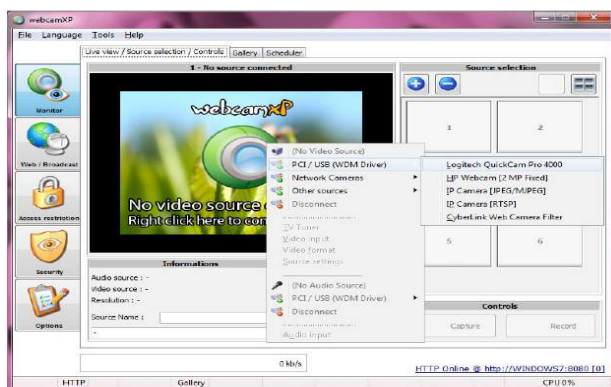 webcamXP
File Language Tools Help
Live view / Source selection / Controls Gallery Scheduler
1 - No source connected
Source selection
webcamXP
Monitor
1
2
(No Video Source)
PCI / USB (WDM Driver)
Logitech QuickCam Pro 4000
Network Cameras
HP Webcam [2 MP Fixed]
Web / Broadcast
Other sources
IP Camera [JPEG/MJPEG]
No video source
Disconnect
IP Camera [RTSP]
Right click here to con
CyberLink Web Camera Filter
TV Tuner
Access restriction
Video input
Video format
5
6
Source settings
Informations
Audio source : -
Security
Video source : -
(No Audio Source)
Resolution : -
PCI / USB (WDM Driver)
Controls
Source Name :
Disconnect
Capture
Record
Options
-
Audio input
0 kb/s
HTTP Online @ http://WINDOWS7:8080 [0]
HTTP
Gallery
CPU 0%